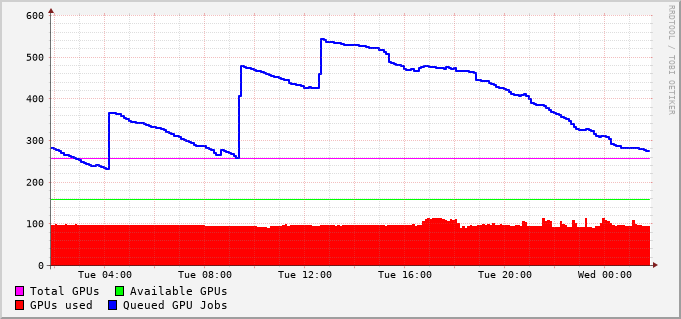 RRDTOOL / TOBI OETIKER
600
500
400
300
200
100
0
Tue 04:00 Tue 08:00 Tue 12:00 Tue 16:00 Tue 20:00 Wed 00:00
Total GPUs Available GPUs
GPUs used Queued GPU Jobs